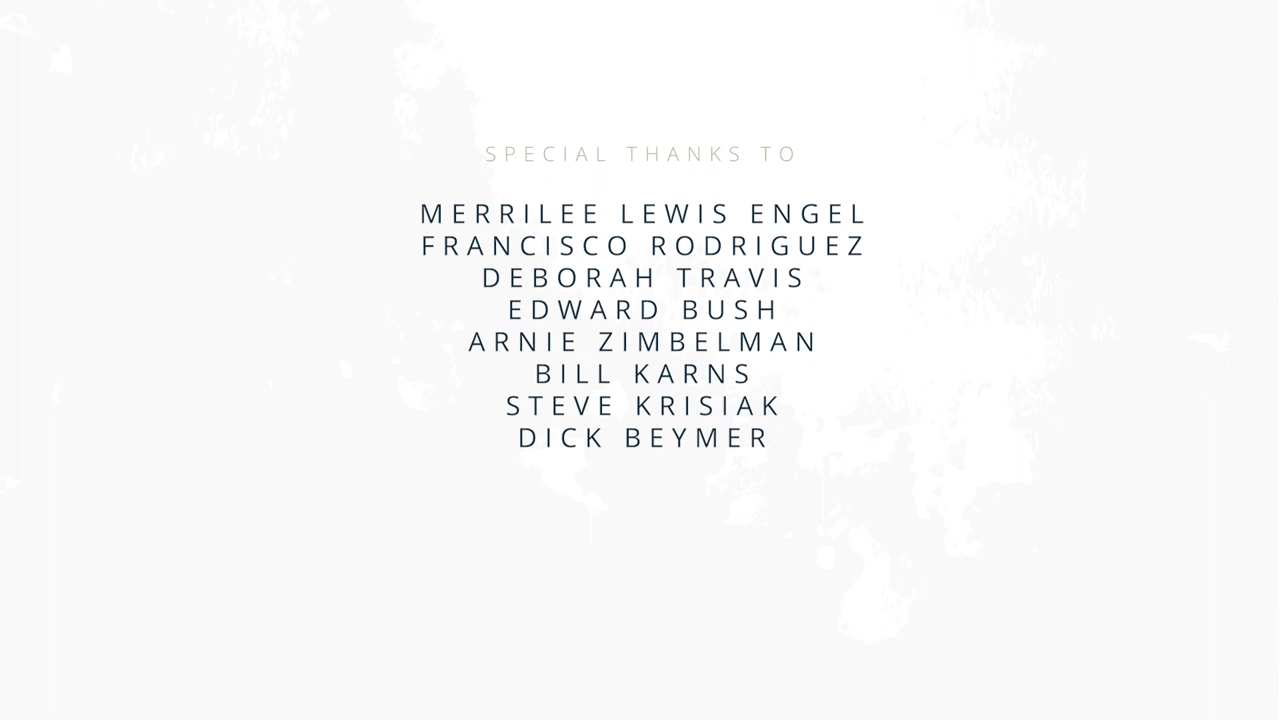 SPECIAL THANKS TO
MERRILEE LEWIS ENGEL
FRANCISCO RODRIGUEZ
DEBORAH TRAVIS
EDWARD BUSH
ARNIE ZIMBELMAN
BILL KARNS
STEVE KRISIAK
DICK BEYMER